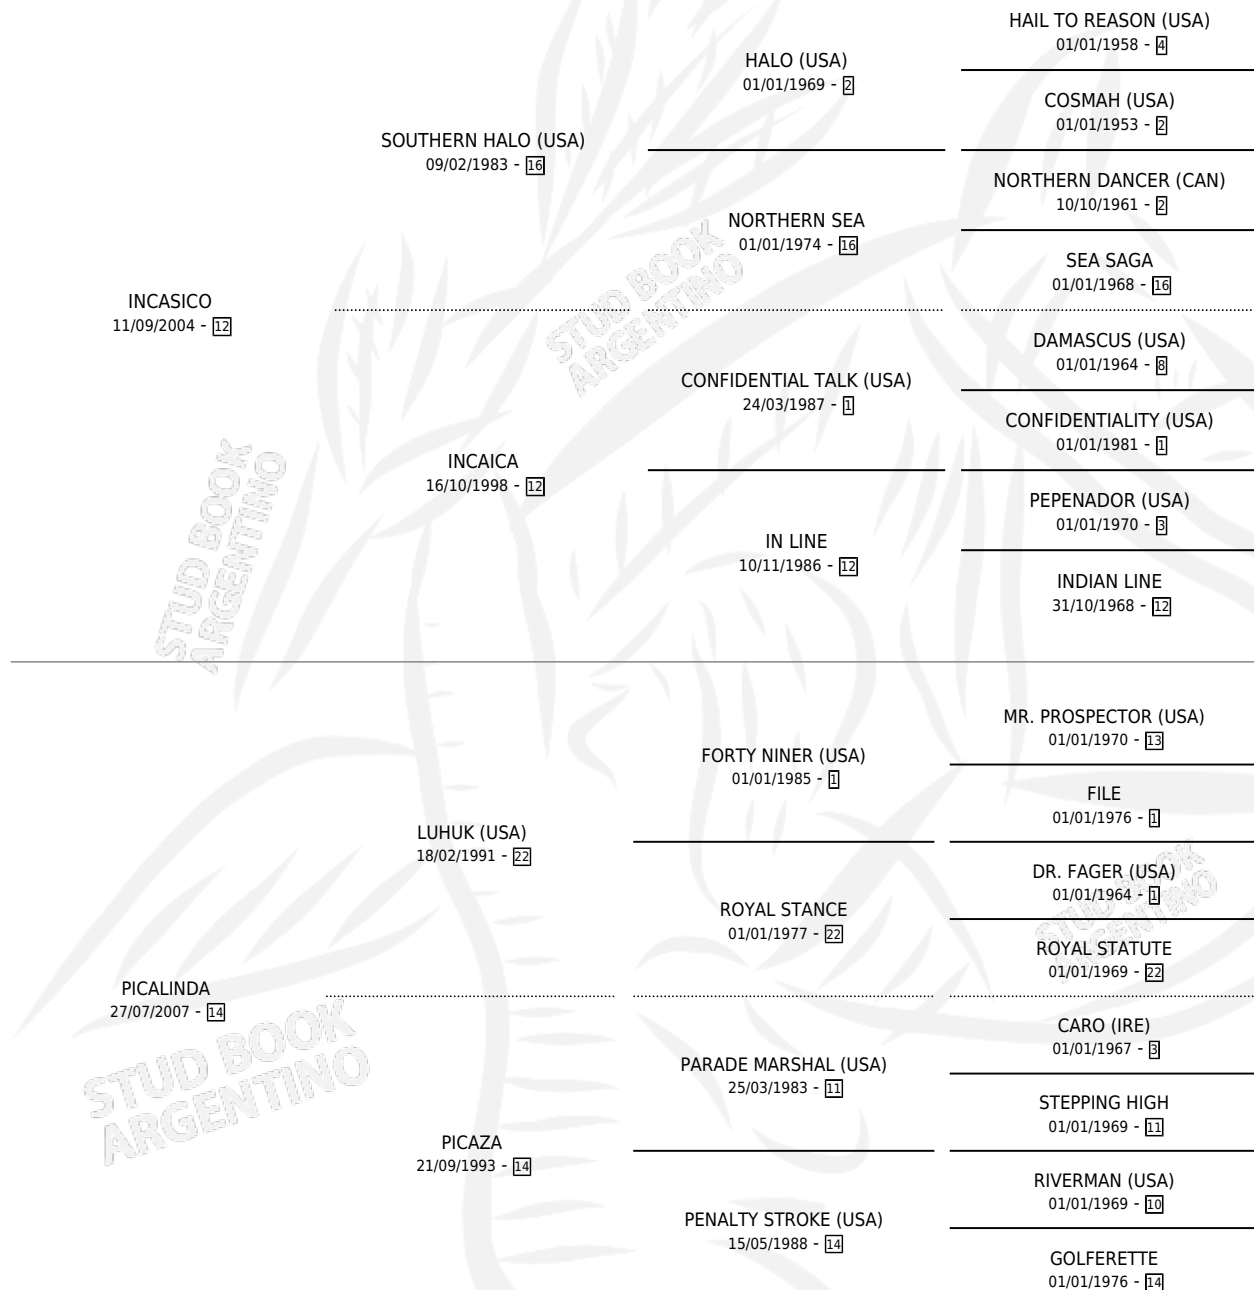 HAIL TO REASON (USA)
01/01/1958 - 4
HALO (USA)
01/01/1969 - 2
COSMAH (USA)
01/01/1953 - 2
SOUTHERN HALO (USA)
09/02/1983 - 16
NORTHERN DANCER (CAN)
10/10/1961 - 2
NORTHERN SEA
01/01/1974 - 16
SEA SAGA
01/01/1968 - 16
INCASICO
11/09/2004 - 12
STUD BOOK
ARGENTINO
DAMASCUS (USA)
01/01/1964 - 8
CONFIDENTIAL TALK (USA)
24/03/1987 - 1
CONFIDENTIALITY (USA)
01/01/1981 - 1
INCAICA
16/10/1998 - 12
PEPENADOR (USA)
01/01/1970 - 3
IN LINE
10/11/1986 - 12
INDIAN LINE
31/10/1968 - 12
STUD BOOK
ARGENTINO
MR. PROSPECTOR (USA)
01/01/1970 - 13
FORTY NINER (USA)
01/01/1985 - 1
FILE
01/01/1976 - 1
LUHUK (USA)
18/02/1991 - 22
DR. FAGER (USA)
01/01/1964 - 1
ROYAL STANCE
01/01/1977 - 22
ROYAL STATUTE
01/01/1969 - 22
STUD BOOK
ARGENTINO
PICALINDA
27/07/2007 - 14
CARO (IRE)
01/01/1967 - 3
PARADE MARSHAL (USA)
25/03/1983 - 11
STEPPING HIGH
01/01/1969 - 11
STUD BOOK
ARGENTINO
PICAZA
21/09/1993 - 14
RIVERMAN (USA)
01/01/1969 - 10
PENALTY STROKE (USA)
15/05/1988 - 14
GOLFERETTE
01/01/1976 - 14